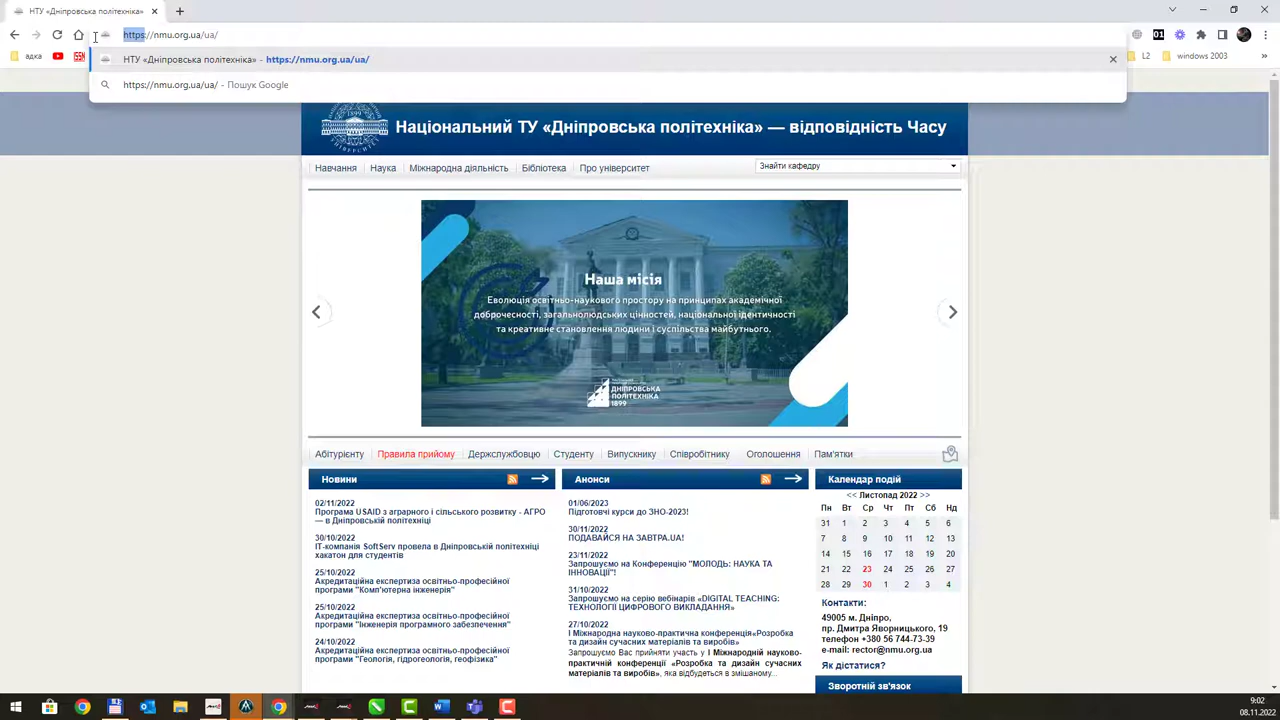 НТУ «Дніпровська політехніка»
https://nmu.org.ua/ua/
НТУ «Дніпровська політехніка» - https://nmu.org.ua/ua/
https://nmu.org.ua/ua/ - Пошук Google
адка
L2
windows 2003
Національний ТУ «Дніпровська політехніка» — відповідність Часу
Навчання
Наука
Міжнародна діяльність
Бібліотека
Про університет
Знайти кафедру
Наша місія
Еволюція освітньо-наукового простору на принципах академічної
доброчесності, загальнолюдських цінностей, національної ідентичності
та креативне становлення людини і суспільства майбутнього.
ДНІПРОВСЬКА
ПОЛІТЕХНІКА
1899
Абітурієнту
Правила прийому
Держслужбовцю
Студенту
Випускнику
Співробітнику
Оголошення
Пам'ятки
Новини
02/11/2022
Програма USAID з аграрного і сільського розвитку - АГРО
— в Дніпровській політехніці
30/10/2022
ІТ-компанія SoftServ провела в Дніпровській політехніці
хакатон для студентів
25/10/2022
Акредитаційна експертиза освітньо-професійної
програми "Комп'ютерна інженерія"
25/10/2022
Акредитаційна експертиза освітньо-професійної
програми "Інженерія програмного забезпечення"
24/10/2022
Акредитаційна експертиза освітньо-професійної
програми "Геологія, гідрогеологія, геофізика"
Анонси
01/06/2023
Підготовчі курси до ЗНО-2023!
30/11/2022
ПОДАВАЙСЯ НА ЗАВТРА.UA!
23/11/2022
Запрошуємо на Конференцію "МОЛОДЬ: НАУКА ТА
ІННОВАЦІЇ"!
31/10/2022
Запрошуємо на серію вебінарів «DIGITAL TEACHING:
ТЕХНОЛОГІЇ ЦИФРОВОГО ВИКЛАДАННЯ»
27/10/2022
І Міжнародна науково-практична конференція«Розробка
та дизайн сучасних матеріалів та виробів»
Запрошуємо Вас прийняти участь у І Міжнародній науково-
практичній конференції «Розробка та дизайн сучасних
матеріалів та виробів», яка відбудеться в змішаному...
Календар подій
<< Листопад 2022 >>
Пн Вт Ср Чт Пт Сб Нд
31 1 2 3 4 5 6
7 8 9 10 11 12 13
14 15 16 17 18 19 20
21 22 23 24 25 26 27
28 29 30 1 2 3 4
Контакти:
49005 м. Дніпро,
пр. Дмитра Яворницького, 19
телефон +380 56 744-73-39
e-mail: rector@nmu.org.ua
Як дістатися?
Зворотній зв'язок
9:02
08.11.2022